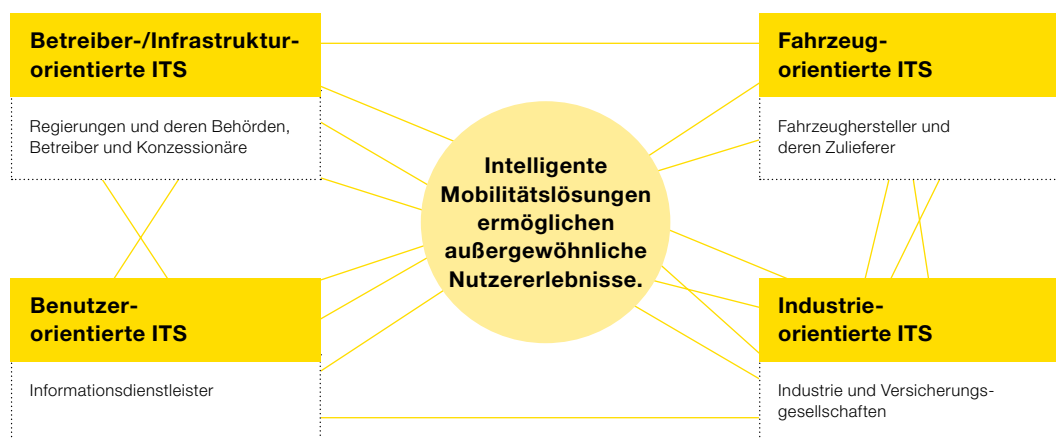 Betreiber-/Infrastruktur-
orientierte ITS
Regierungen und deren Behörden,
Betreiber und Konzessionäre
Fahrzeug-
orientierte ITS
Fahrzeughersteller und
deren Zulieferer
Intelligente
Mobilitätslösungen
ermöglichen
außergewöhnliche
Nutzererlebnisse.
Benutzer-
orientierte ITS
Informationsdienstleister
Industrie-
orientierte ITS
Industrie und Versicherungs-
gesellschaften